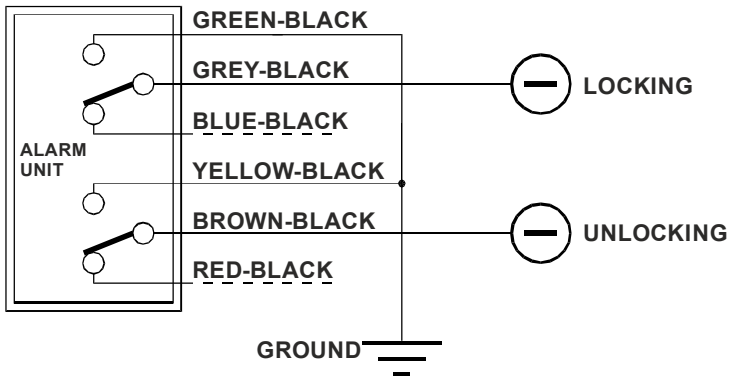 GREEN-BLACK
GREY-BLACK
LOCKING
BLUE-BLACK
ALARM
UNIT
YELLOW-BLACK
BROWN-BLACK
UNLOCKING
RED-BLACK
GROUND